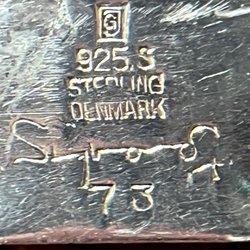 925.S
STERLING
DENMARK
73